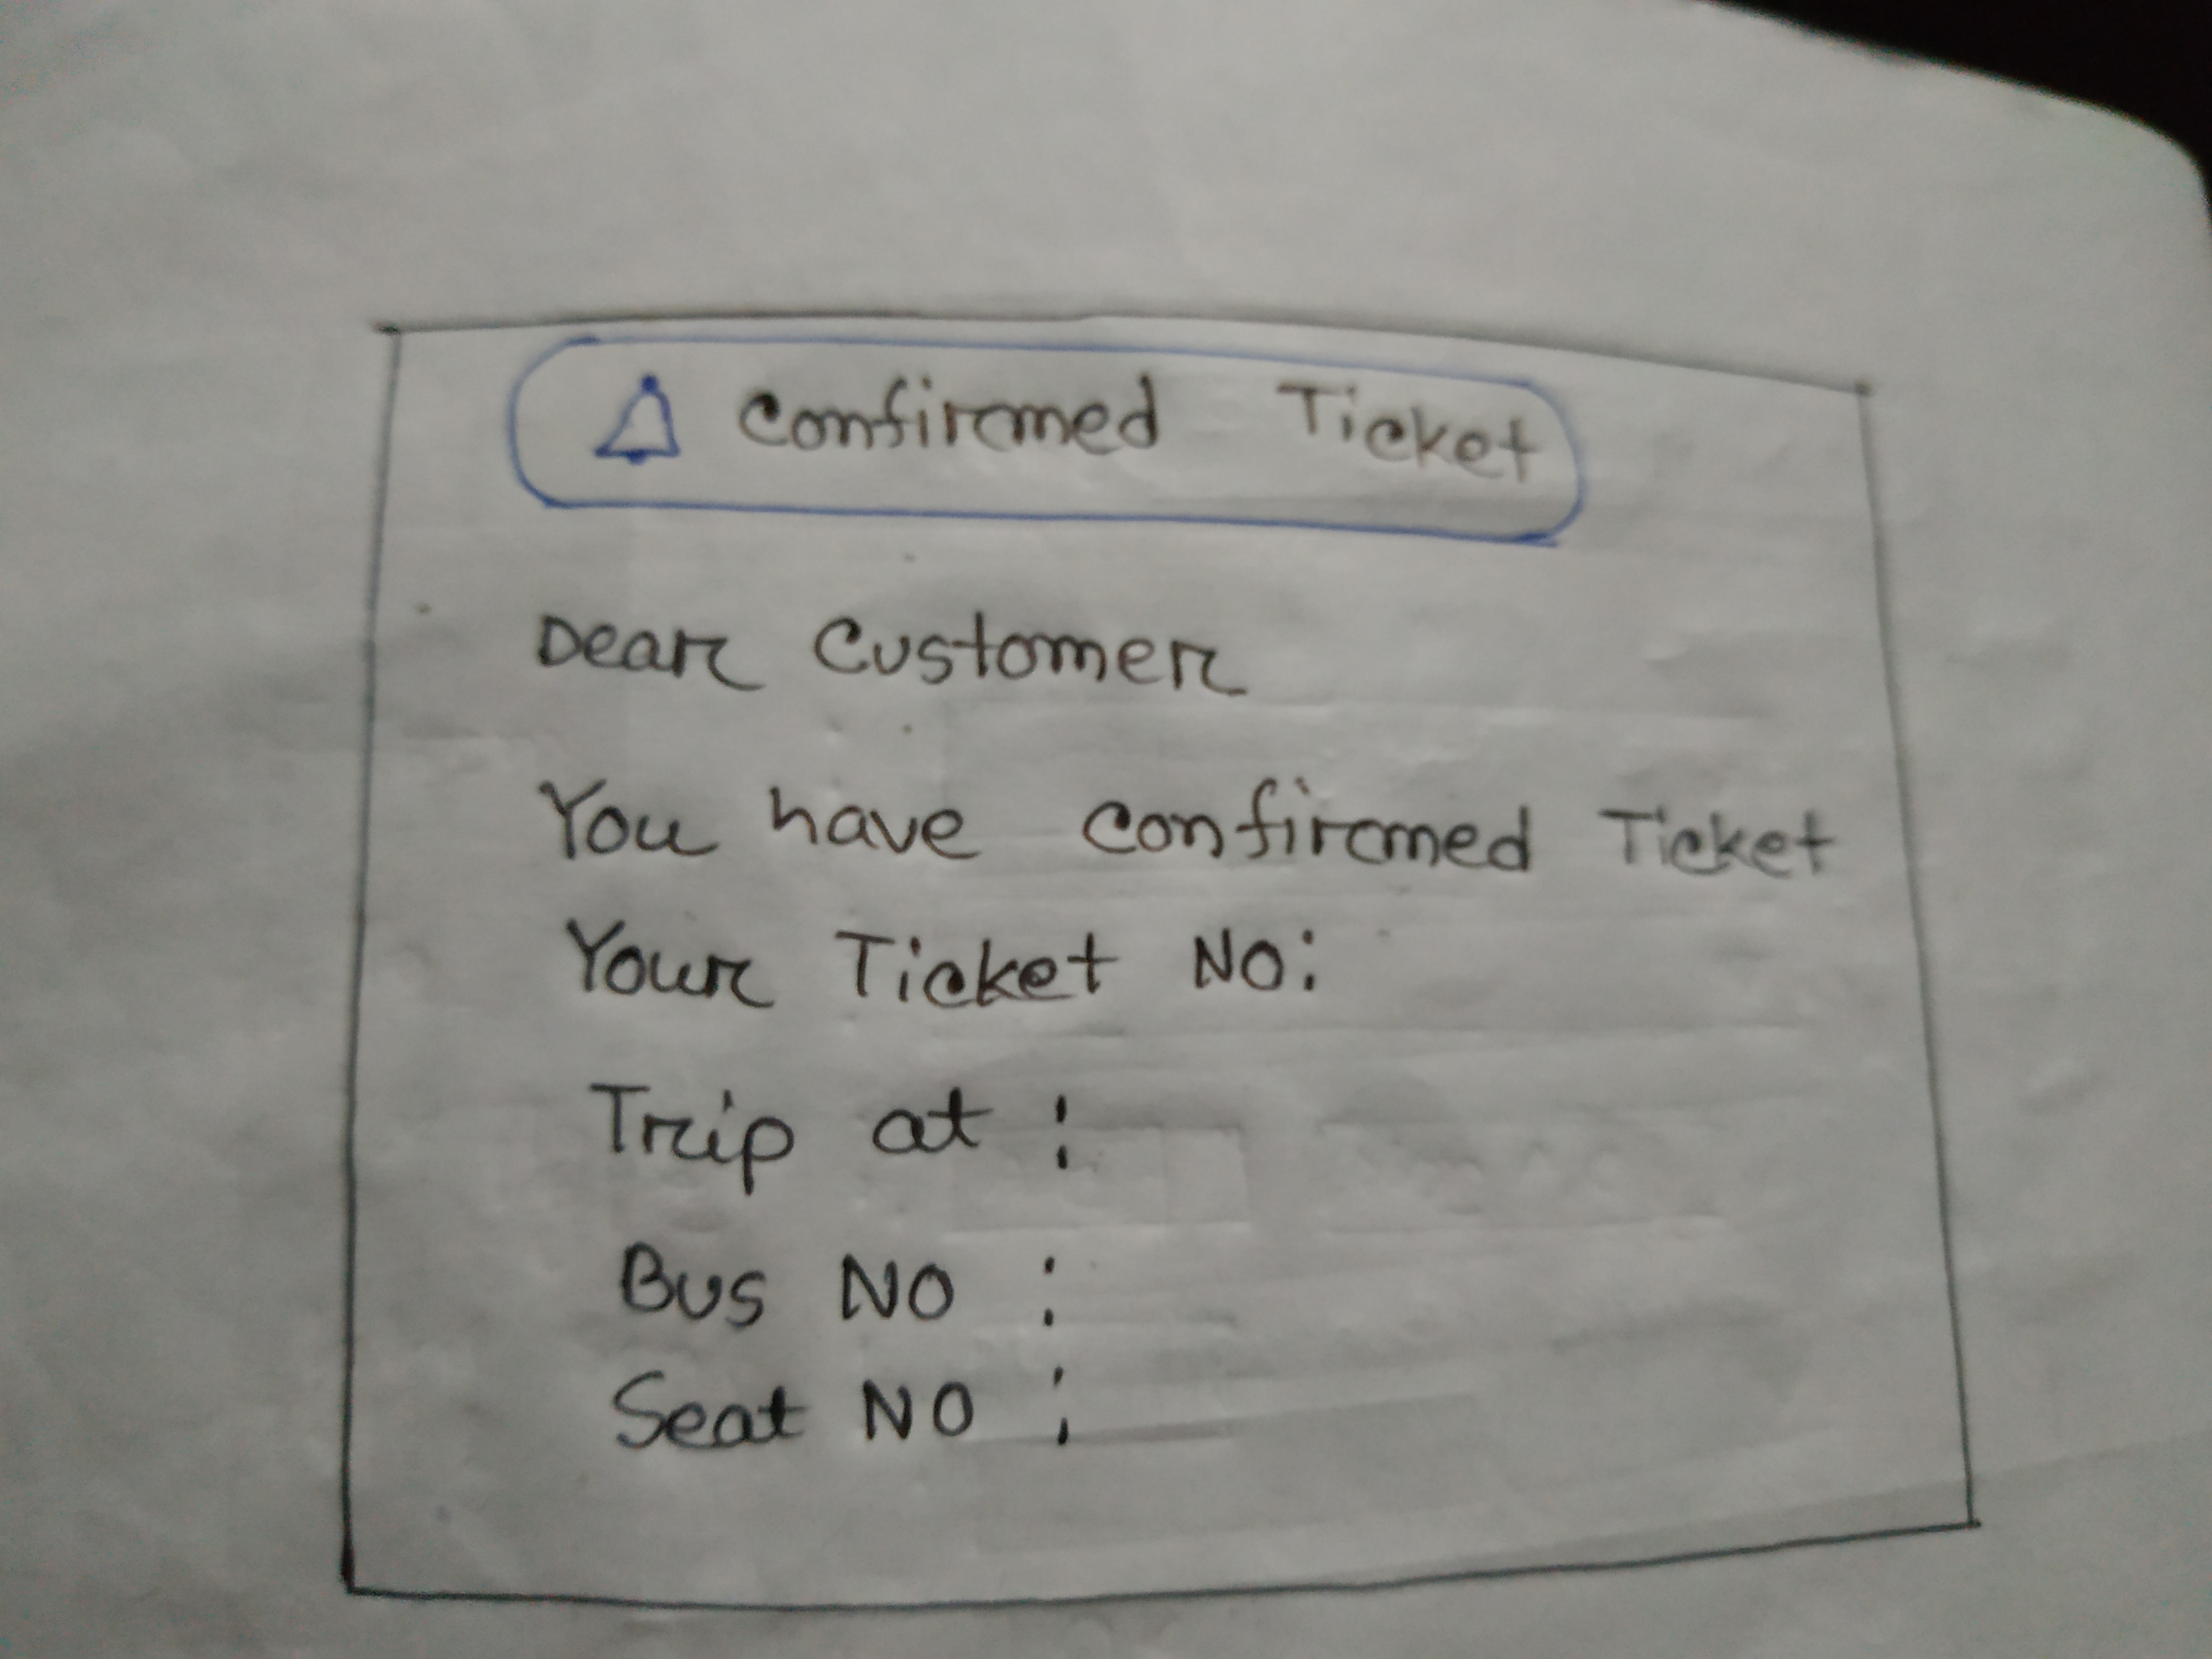 Confirmed Ticket
Dear Customer
You have confirmed Ticket
Your Ticket No:
Trip at :
Bus NO :
Seat NO :